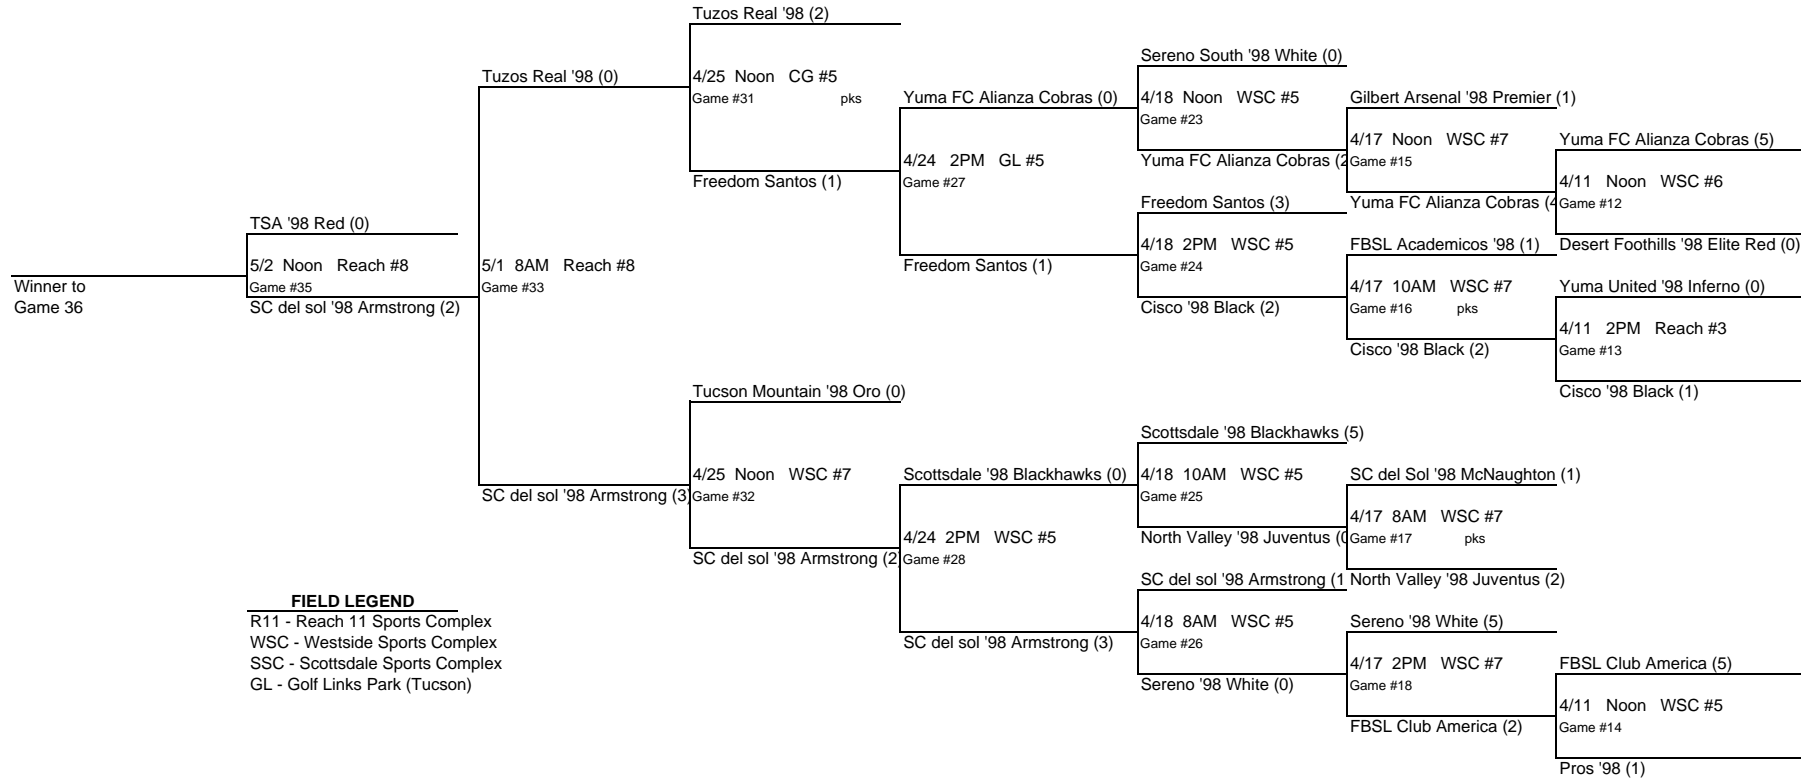 Tuzos Real '98 (2)
Sereno South '98 White (0)
Tuzos Real '98 (0)
4/25 Noon CG #5
Game #31 pks
Yuma FC Alianza Cobras (0)
4/18 Noon WSC #5
Game #23
Gilbert Arsenal '98 Premier (1)
4/17 Noon WSC #7
Game #15
Yuma FC Alianza Cobras (5)
4/24 2PM GL #5
Game #27
Yuma FC Alianza Cobras (2
Freedom Santos (1)
4/11 Noon WSC #6
Game #12
Freedom Santos (3)
Yuma FC Alianza Cobras (4
TSA '98 Red (0)
4/18 2PM WSC #5
Game #24
FBSL Academicos '98 (1)
Desert Foothills '98 Elite Red (0)
5/2 Noon Reach #8
Game #35
5/1 8AM Reach #8
Game #33
Freedom Santos (1)
Winner to
Game 36
4/17 10AM WSC #7
Game #16 pks
Yuma United '98 Inferno (0)
SC del sol '98 Armstrong (2)
Cisco '98 Black (2)
4/11 2PM Reach #3
Game #13
Cisco '98 Black (2)
Tucson Mountain '98 Oro (0)
Cisco '98 Black (1)
Scottsdale '98 Blackhawks (5)
4/25 Noon WSC #7
Game #32
Scottsdale '98 Blackhawks (0)
4/18 10AM WSC #5
Game #25
SC del Sol '98 McNaughton (1)
SC del sol '98 Armstrong (3)
4/17 8AM WSC #7
Game #17 pks
4/24 2PM WSC #5
Game #28
North Valley '98 Juventus (0
SC del sol '98 Armstrong (2)
SC del sol '98 Armstrong (1
North Valley '98 Juventus (2)
FIELD LEGEND
R11 - Reach 11 Sports Complex
WSC - Westside Sports Complex
SSC - Scottsdale Sports Complex
GL - Golf Links Park (Tucson)
4/18 8AM WSC #5
Game #26
Sereno '98 White (5)
SC del sol '98 Armstrong (3)
4/17 2PM WSC #7
Game #18
FBSL Club America (5)
Sereno '98 White (0)
4/11 Noon WSC #5
Game #14
FBSL Club America (2)
Pros '98 (1)